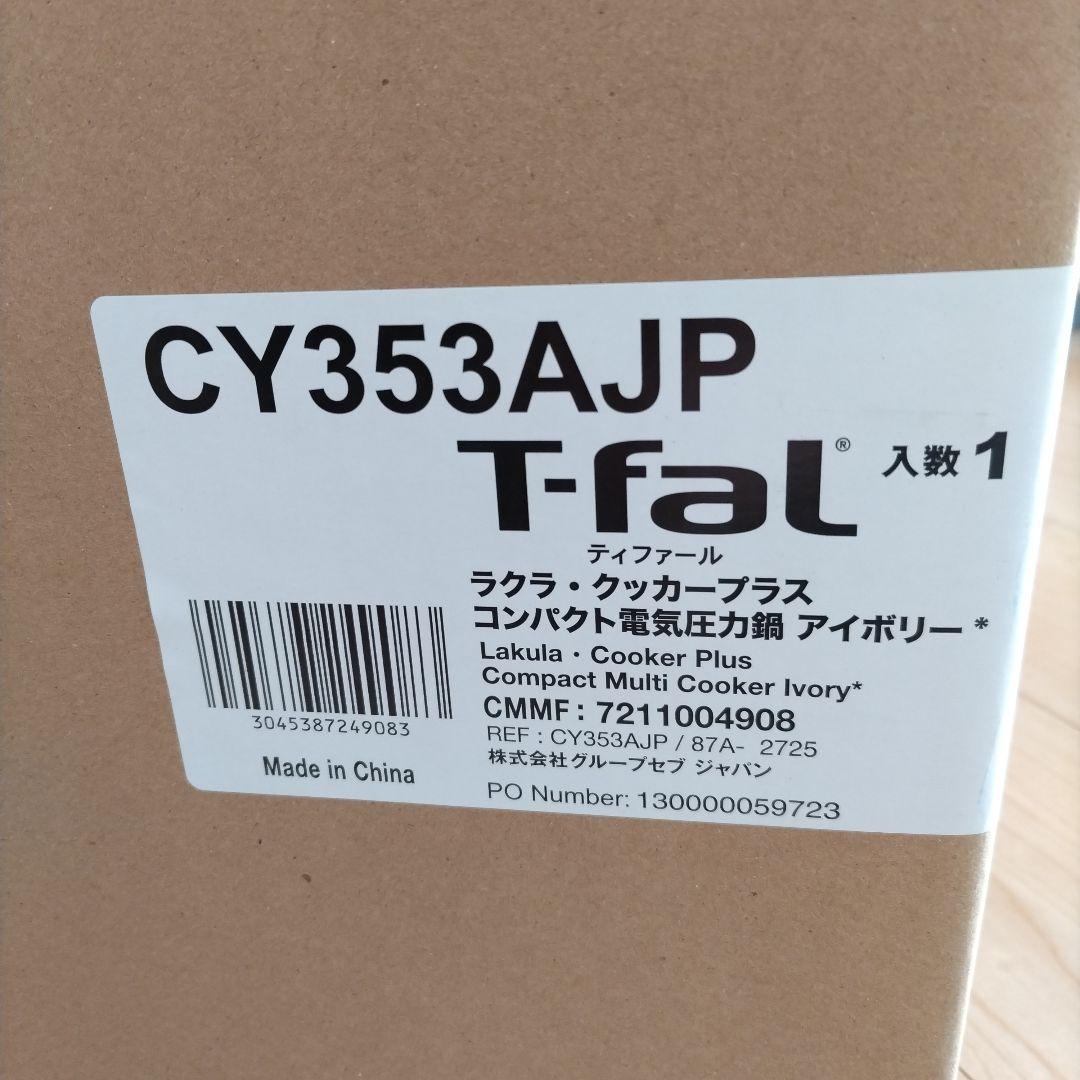 CY353AJP
T-fal® 入数 1
ティファール
ラクラ・クッカープラス
コンパクト電気圧力鍋 アイボリー *
Lakula・Cooker Plus
Compact Multi Cooker Ivory*
CMMF : 7211004908
REF : CY353AJP / 87A- 2725
株式会社グループセブ ジャパン
PO Number: 130000059723
3045387249083
Made in China